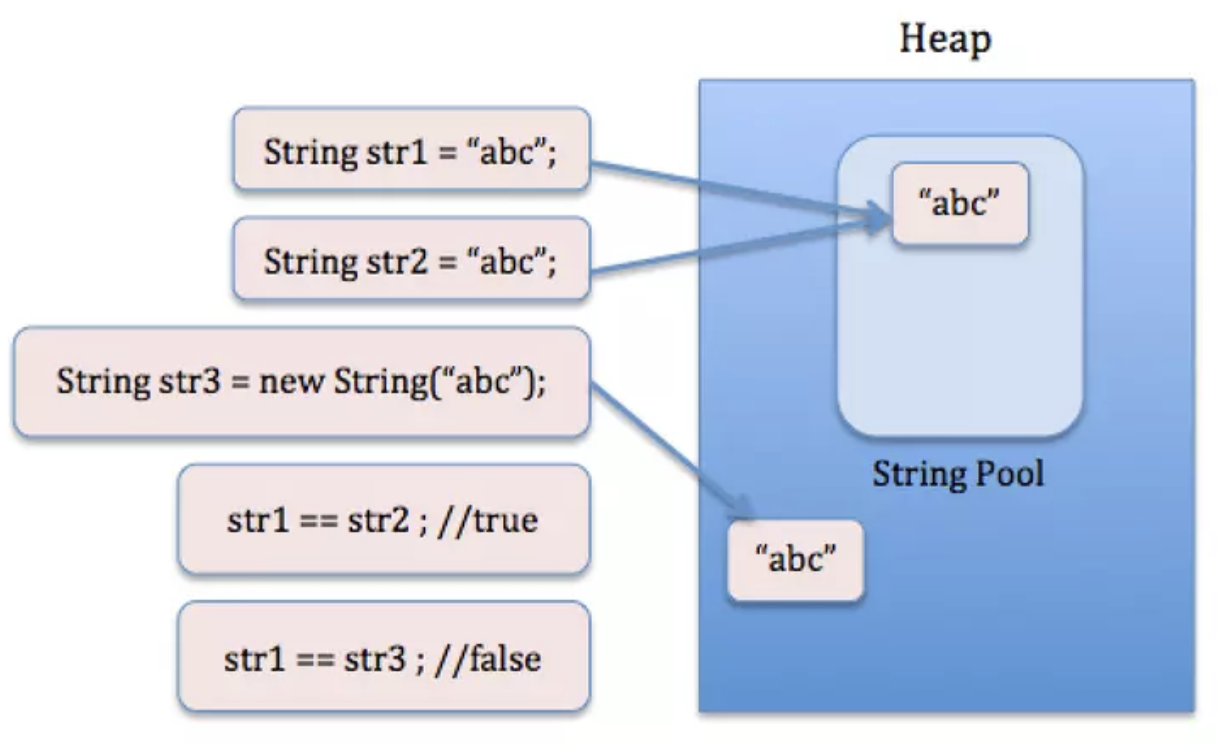 Heap
String str1 = “abc”;
“abc”
String str2 = “abc”;
String str3 = new String(“abc”);
String Pool
str1 == str2 ; //true
“abc”
str1 == str3 ; //false